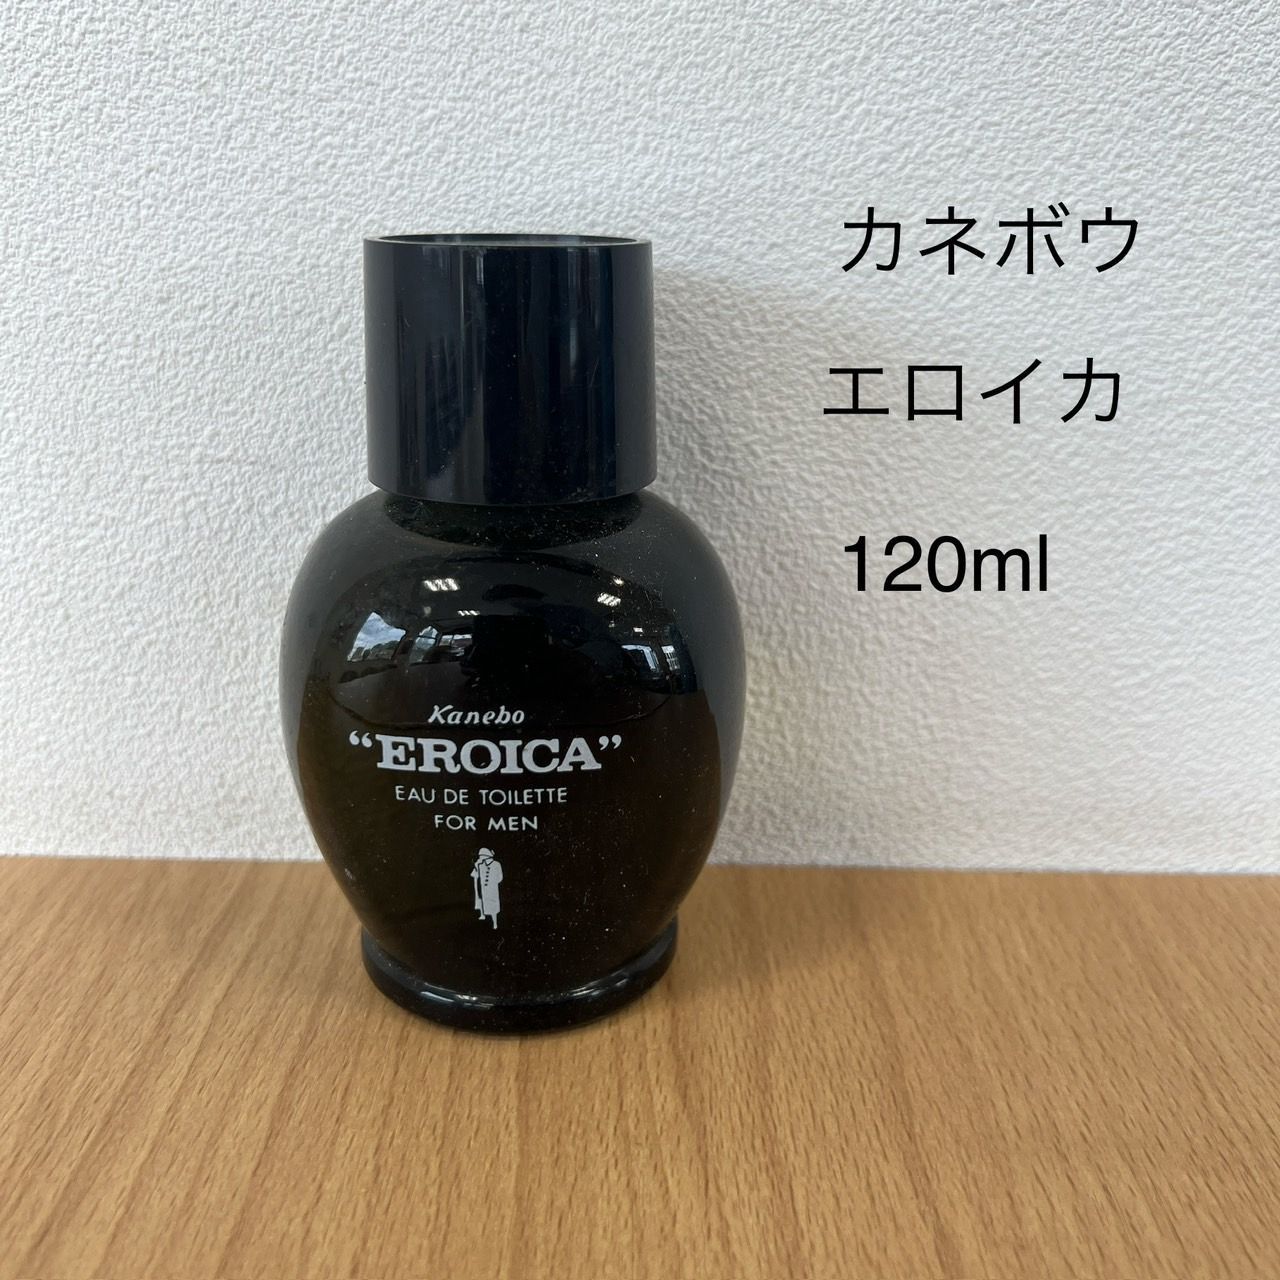 カネボウ
エロイカ
120ml
Kanebo
“EROICA”
EAU DE TOILETTE
FOR MEN